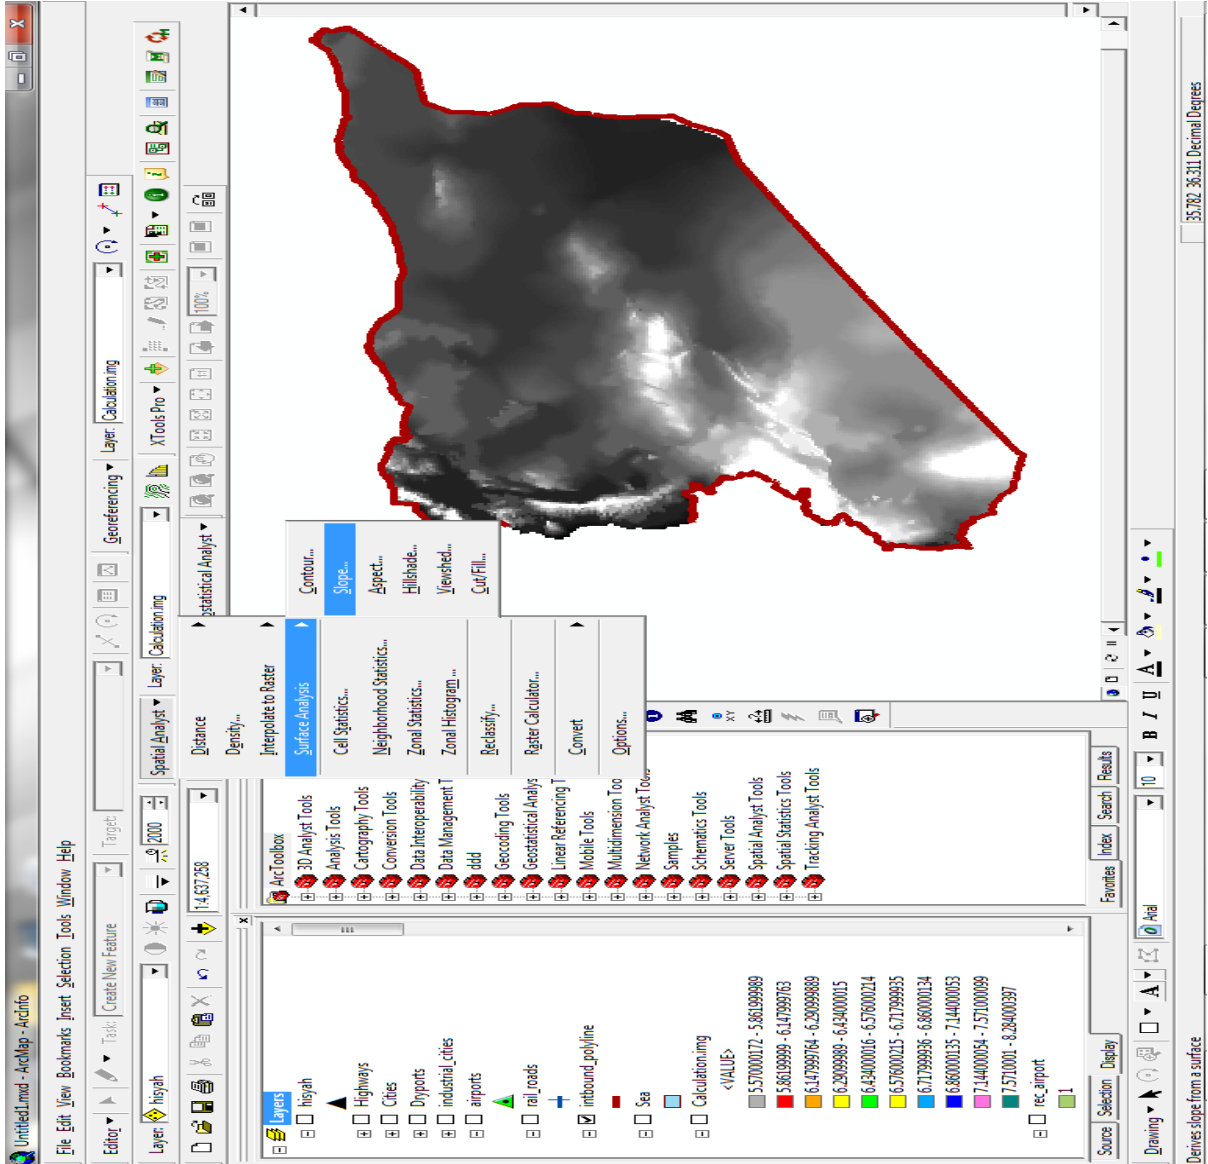 Untitled1.mxd - ArcMap - ArcInfo
File Edit View Bookmarks Insert Selection Tools Window Help
Editor Task: Create New Feature Target: Georeferencing Layer: Calculation.img
Layer: hisyah 2000 Spatial Analyst Layer: Calculation.img XTools Pro
1:4,637,258 ostatistical Analyst 100%
Layers
hisyah
Highways
Cities
Dryports
industrial_cities
airports
rail_roads
intbound_polyline
Sea
Calculation.img
<VALUE>
5.570000172 - 5.861999989
5.86199999 - 6.147999763
6.147999764 - 6.290999889
6.29099989 - 6.434000015
6.434000016 - 6.576000214
6.576000215 - 6.717999935
6.717999936 - 6.860000134
6.860000135 - 7.144000053
7.144000054 - 7.571000099
7.5710001 - 8.284000397
rec_airport
1
Source Selection Display
ArcToolbox
3D Analyst Tools
Analysis Tools
Cartography Tools
Conversion Tools
Data Interoperability
Data Management T
ddd
Geocoding Tools
Geostatistical Analys
Linear Referencing T
Mobile Tools
Multidimension Too
Network Analyst Tools
Samples
Schematics Tools
Server Tools
Spatial Analyst Tools
Spatial Statistics Tools
Tracking Analyst Tools
Favorites Index Search Results
Distance
Density...
Interpolate to Raster
Surface Analysis
Cell Statistics...
Neighborhood Statistics...
Zonal Statistics...
Zonal Histogram ...
Reclassify...
Raster Calculator...
Convert
Options...
Contour...
Slope...
Aspect...
Hillshade...
Viewshed...
Cut/Fill...
XY
Drawing A Arial 10 B I U A
Derives slope from a surface 35.782 36.311 Decimal Degrees